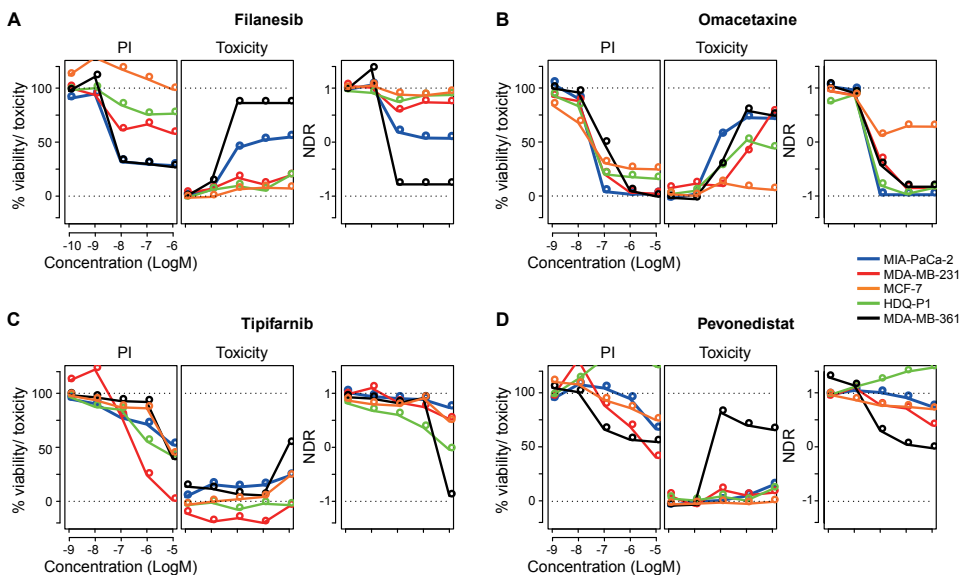 A
Filanesib
PI
Toxicity
% viability/ toxicity
100
50
0
NDR
1
0
-1
-10 -9 -8 -7 -6
Concentration (LogM)
B
Omacetaxine
PI
Toxicity
% viability/ toxicity
100
50
0
NDR
1
0
-1
-9 -8 -7 -6 -5
Concentration (LogM)
MIA-PaCa-2
MDA-MB-231
MCF-7
HDQ-P1
MDA-MB-361
C
Tipifarnib
PI
Toxicity
% viability/ toxicity
100
50
0
NDR
1
0
-1
-9 -8 -7 -6 -5
Concentration (LogM)
D
Pevonedistat
PI
Toxicity
% viability/ toxicity
100
50
0
NDR
1
0
-1
-9 -8 -7 -6 -5
Concentration (LogM)